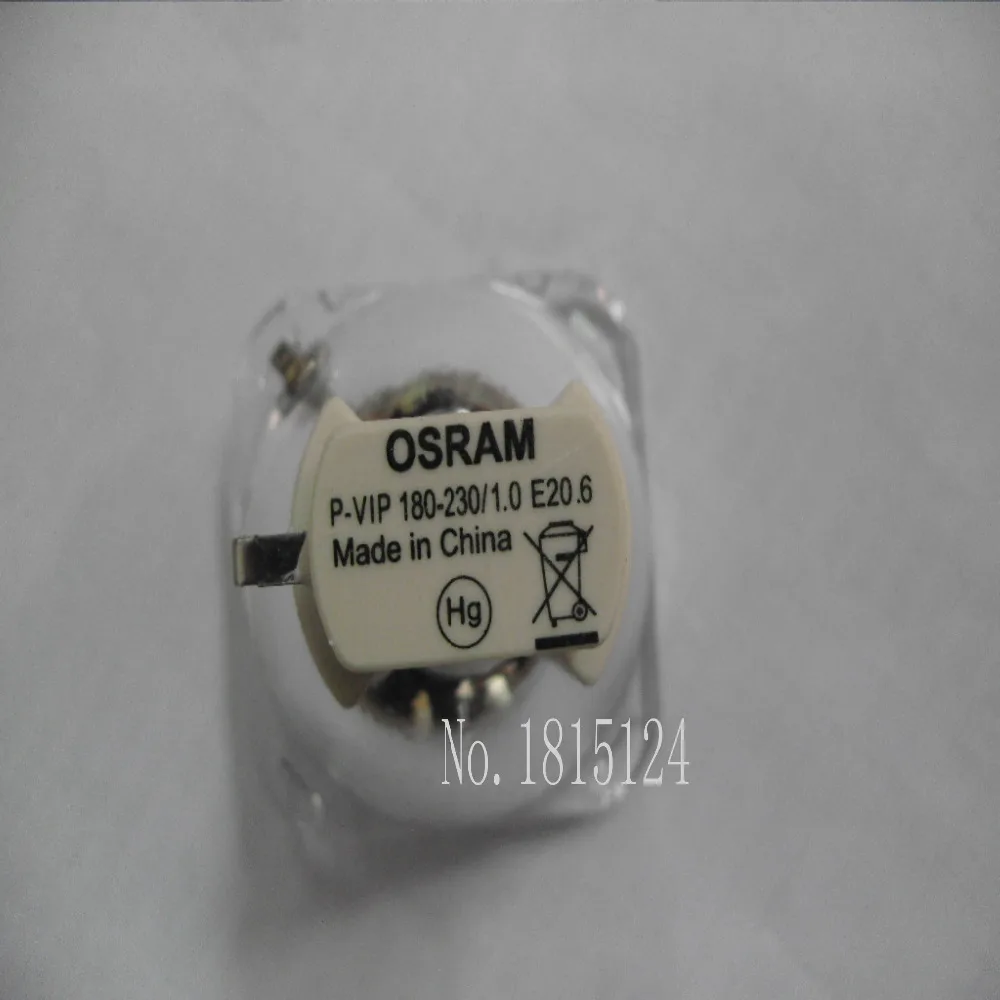 OSRAM
P-VIP 180-230/1.0 E20.6
Made in China
Hg
No. 1815124